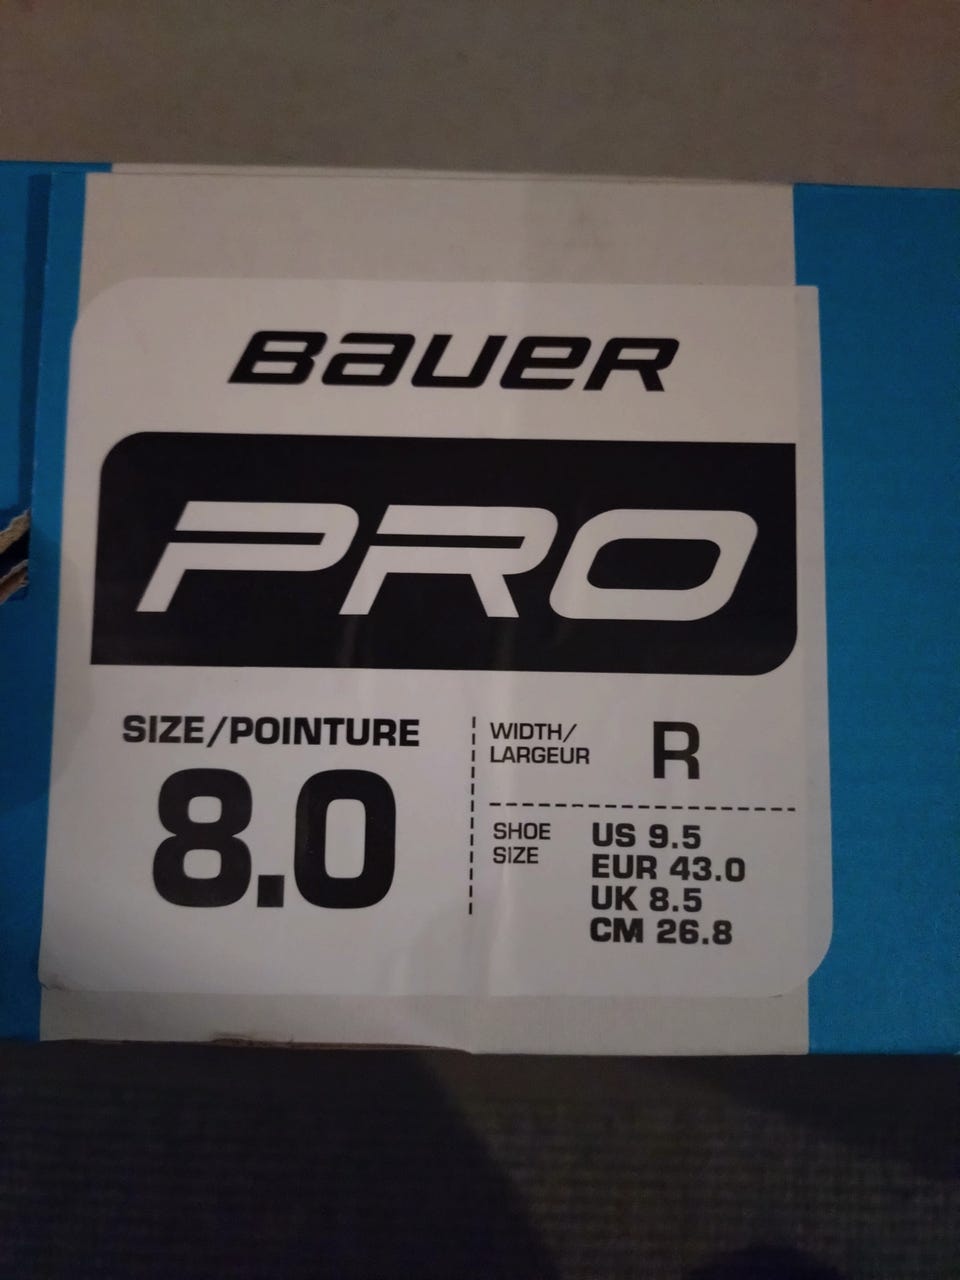 BAUER
PRO
SIZE/POINTURE
8.0
WIDTH/
LARGEUR
R
SHOE
SIZE
US 9.5
EUR 43.0
UK 8.5
CM 26.8